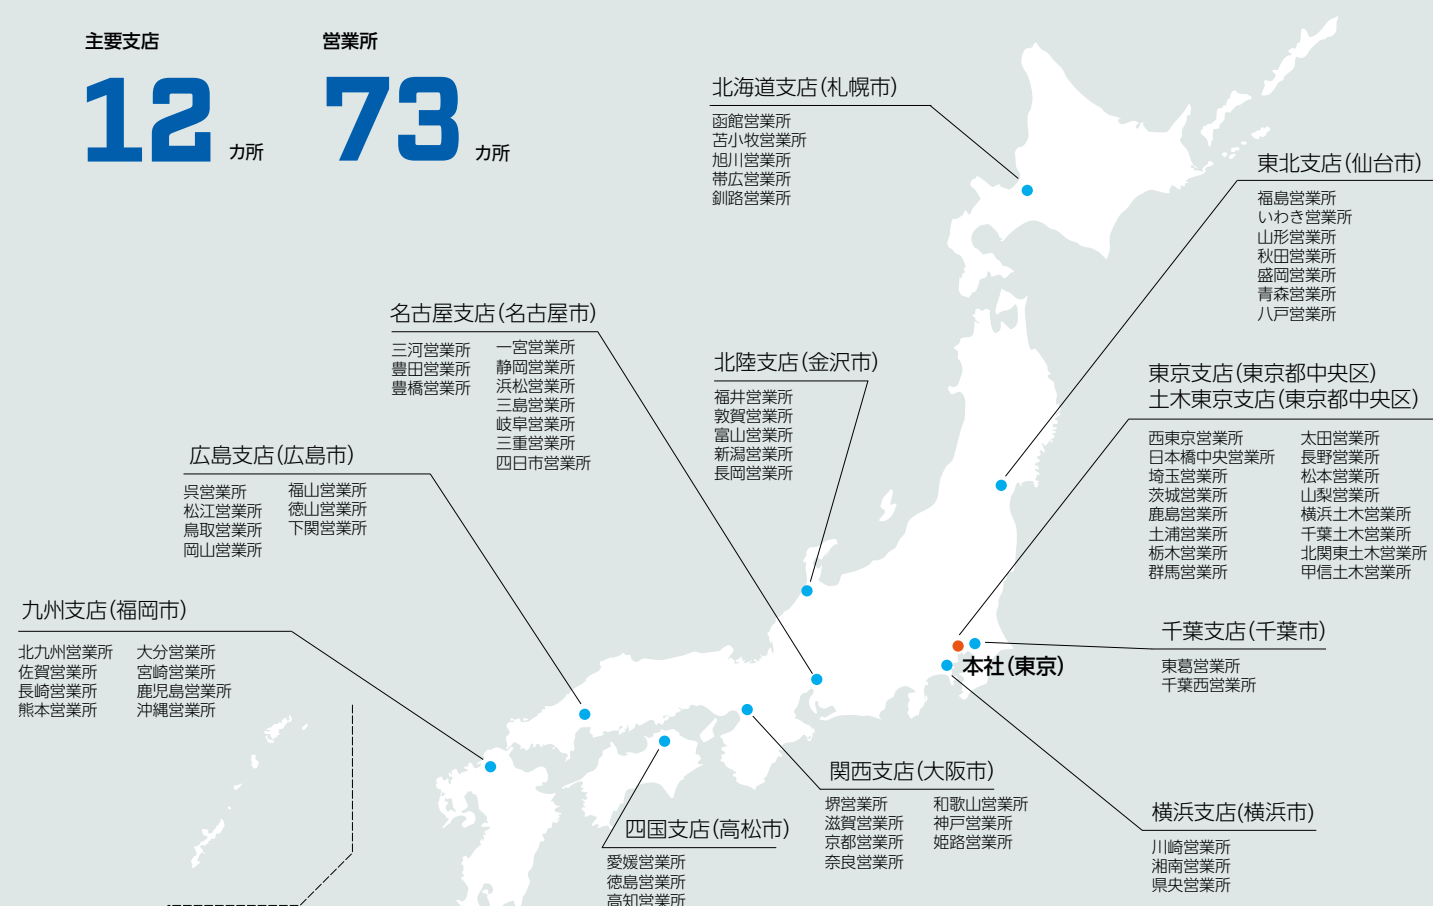 主要支店
12カ所
営業所
73カ所
北海道支店(札幌市)
函館営業所
苫小牧営業所
旭川営業所
帯広営業所
釧路営業所
東北支店(仙台市)
福島営業所
いわき営業所
山形営業所
秋田営業所
盛岡営業所
青森営業所
八戸営業所
名古屋支店(名古屋市)
三河営業所
豊田営業所
豊橋営業所
一宮営業所
静岡営業所
浜松営業所
三島営業所
岐阜営業所
三重営業所
四日市営業所
北陸支店(金沢市)
福井営業所
敦賀営業所
富山営業所
新潟営業所
長岡営業所
東京支店(東京都中央区)
土木東京支店(東京都中央区)
西東京営業所
日本橋中央営業所
埼玉営業所
茨城営業所
鹿島営業所
土浦営業所
栃木営業所
群馬営業所
太田営業所
長野営業所
松本営業所
山梨営業所
横浜土木営業所
千葉土木営業所
北関東土木営業所
甲信土木営業所
広島支店(広島市)
呉営業所
松江営業所
鳥取営業所
岡山営業所
福山営業所
徳山営業所
下関営業所
九州支店(福岡市)
北九州営業所
佐賀営業所
長崎営業所
熊本営業所
大分営業所
宮崎営業所
鹿児島営業所
沖縄営業所
千葉支店(千葉市)
東葛営業所
千葉西営業所
本社(東京)
関西支店(大阪市)
堺営業所
滋賀営業所
京都営業所
奈良営業所
和歌山営業所
神戸営業所
姫路営業所
四国支店(高松市)
愛媛営業所
徳島営業所
高知営業所
横浜支店(横浜市)
川崎営業所
湘南営業所
県央営業所